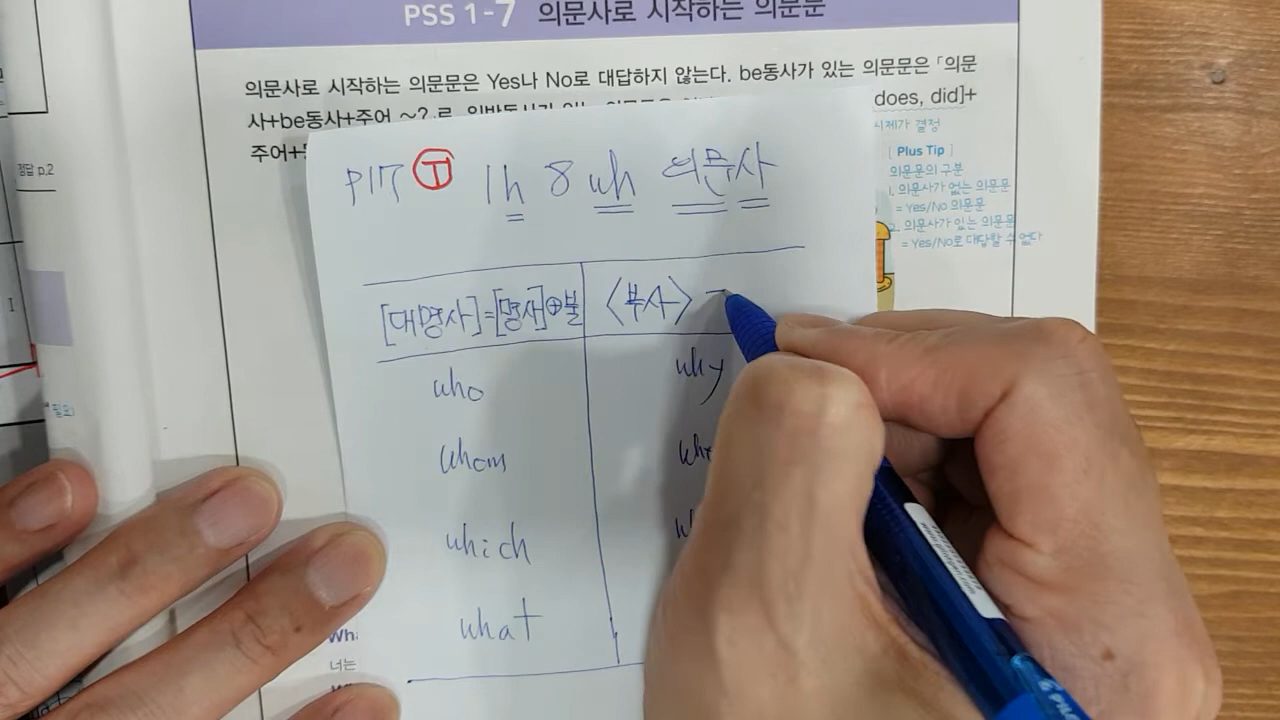 PSS 1-7 의문사로 시작하는 의문문
의문사로 시작하는 의문문은 Yes나 No로 대답하지 않는다. be동사가 있는 의문문은 「의문
사+be동사+주어 ~?」로,
does, did]+
주어+
시제가 결정
[ Plus Tip ]
의문문의 구분
1. 의문사가 없는 의문문
= Yes/No 의문문
2. 의문사가 있는 의문문
= Yes/No로 대답할 수 없다
정답 p.2
필요)
P17 T 1h 8 wh 의문사
[대명사]=[명사]⊕불 <부사>
who why
whom
which
what
Wh
너는